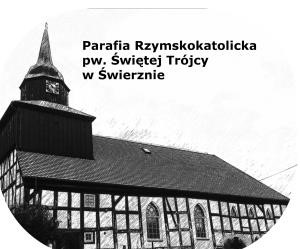 Parafia Rzymskokatolicka
pw. Świętej Trójcy
w Świerznie